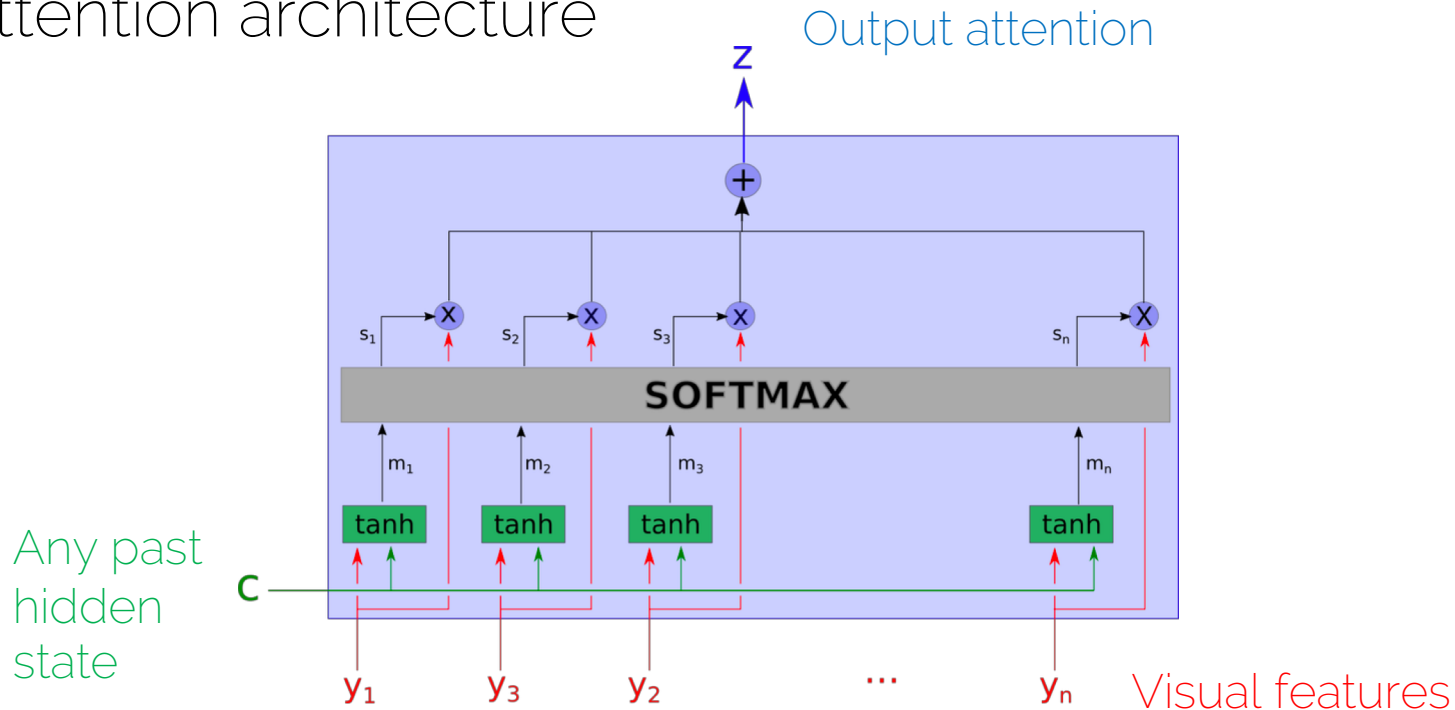 ttention architecture
Output attention
z
+
s1 x s2 x s3 x sn x
SOFTMAX
m1 m2 m3 mn
tanh tanh tanh tanh
Any past
hidden
state
c
y1 y3 y2 ... yn
Visual features